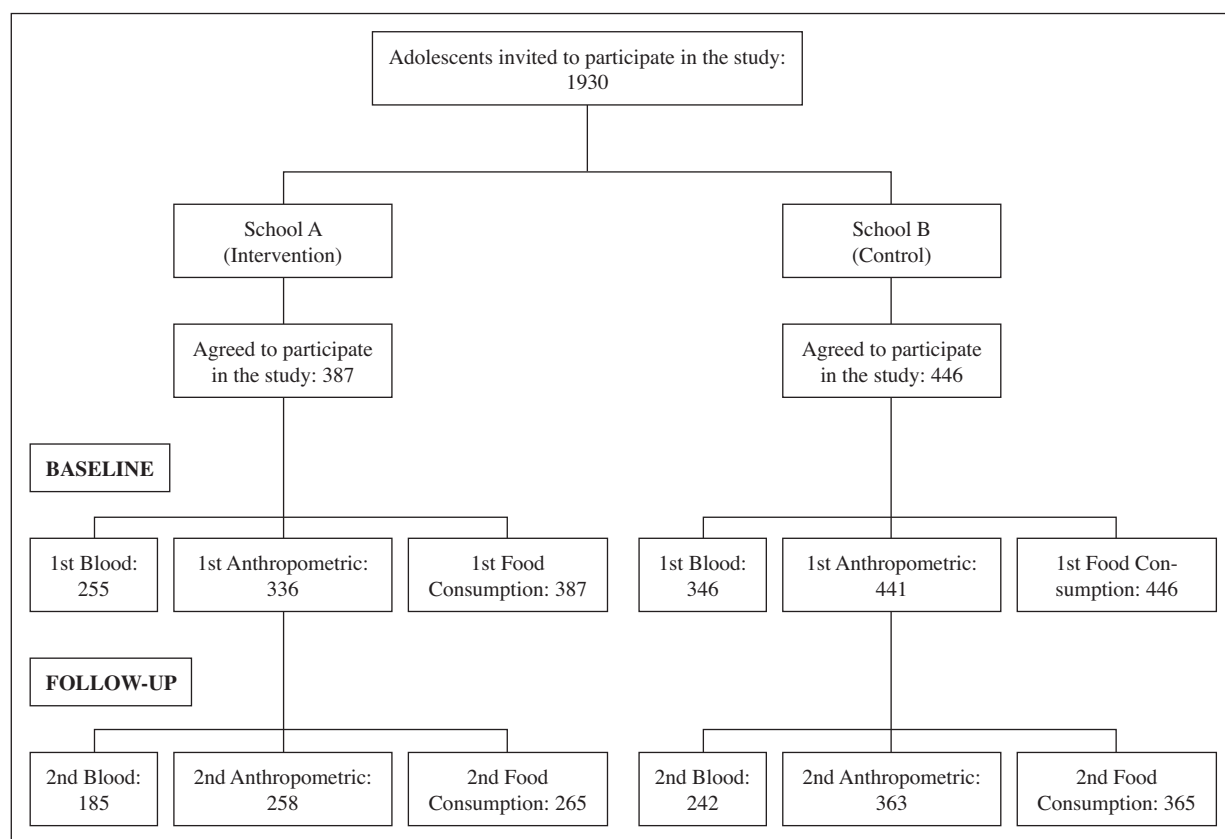 Adolescents invited to participate in the study:
1930
School A
(Intervention)
School B
(Control)
Agreed to participate
in the study: 387
Agreed to participate
in the study: 446
BASELINE
1st Blood:
255
1st Anthropometric:
336
1st Food
Consumption: 387
1st Blood:
346
1st Anthropometric:
441
1st Food Con-
sumption: 446
FOLLOW-UP
2nd Blood:
185
2nd Anthropometric:
258
2nd Food
Consumption: 265
2nd Blood:
242
2nd Anthropometric:
363
2nd Food
Consumption: 365